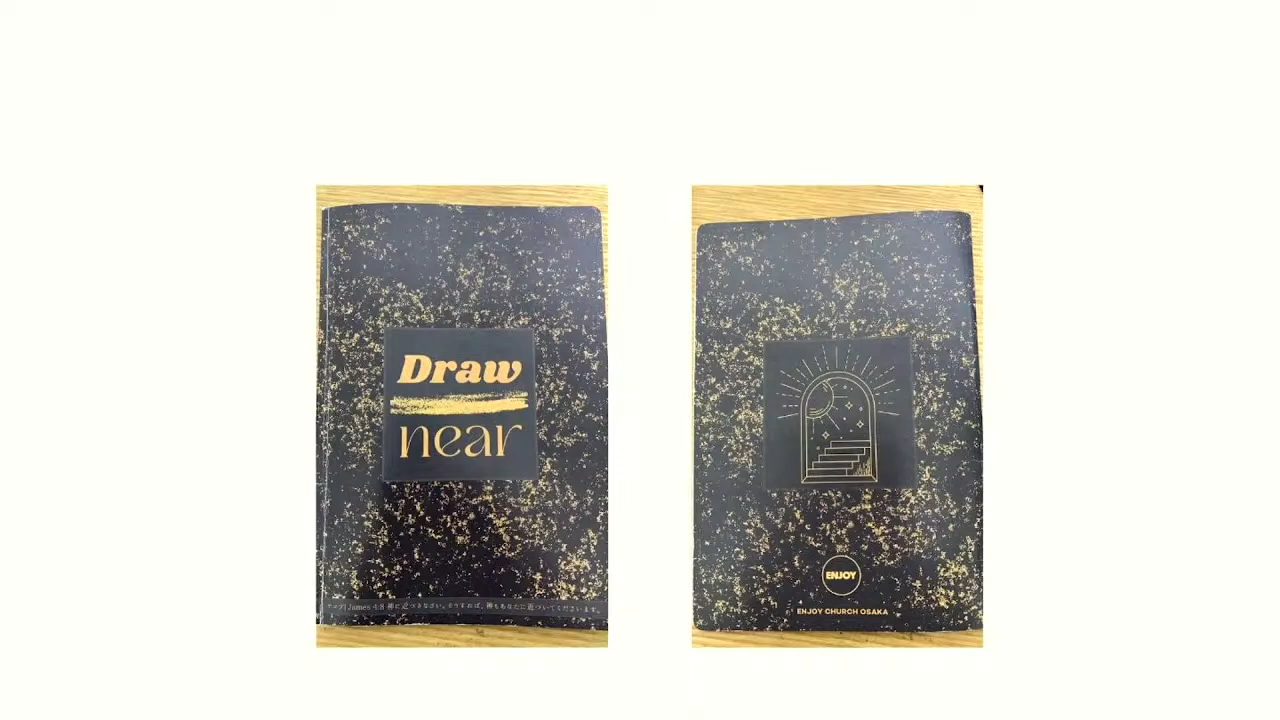 Draw
near
James 4:8 神に近づきなさい。そうすれば、神もあなたに近づいてくださいます。
ENJOY
ENJOY CHURCH OSAKA